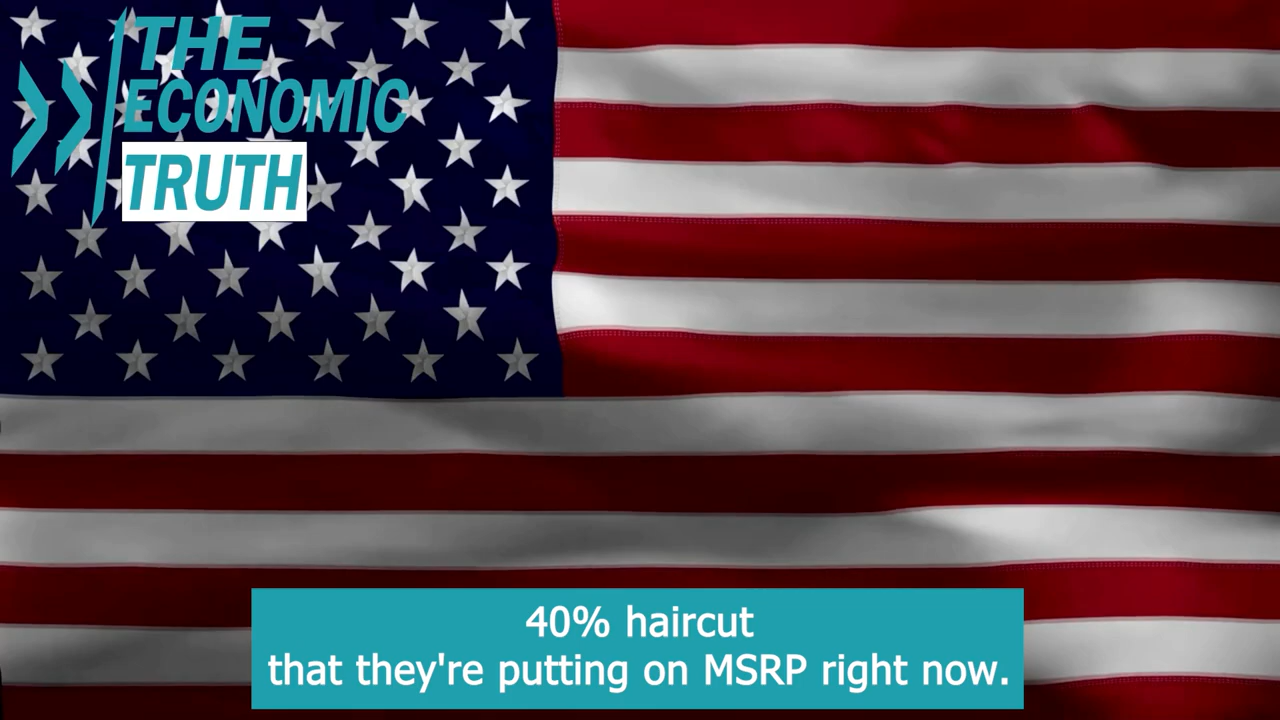 THE
ECONOMIC
TRUTH
40% haircut
that they're putting on MSRP right now.